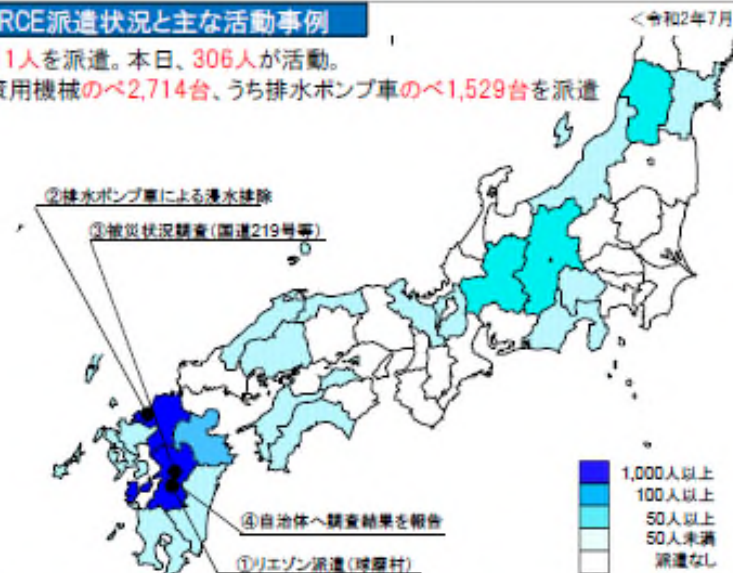 RCE派遣状況と主な活動事例
＜令和2年7月
1人を派遣。本日、306人が活動。
用機械のべ2,714台、うち排水ポンプ車のべ1,529台を派遣
②排水ポンプ車による浸水排除
③被災状況調査(国道219号等)
④自治体へ調査結果を報告
①リエゾン派遣(球磨村)
1,000人以上
100人以上
50人以上
50人未満
派遣なし